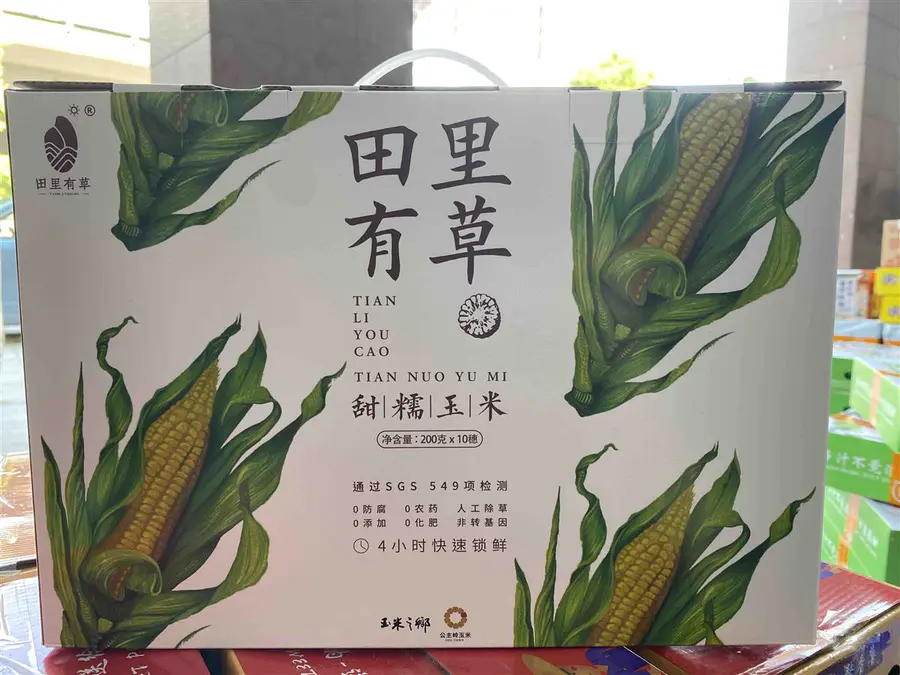 ®
田里有草
田里
有草
TIAN
LI
YOU
CAO
TIAN NUO YU MI
甜|糯|玉|米
净含量：200克 x 10穗
通过SGS 549项检测
0防腐 0农药 人工除草
0添加 0化肥 非转基因
4小时快速锁鲜
玉米之乡
公主岭玉米
汁不